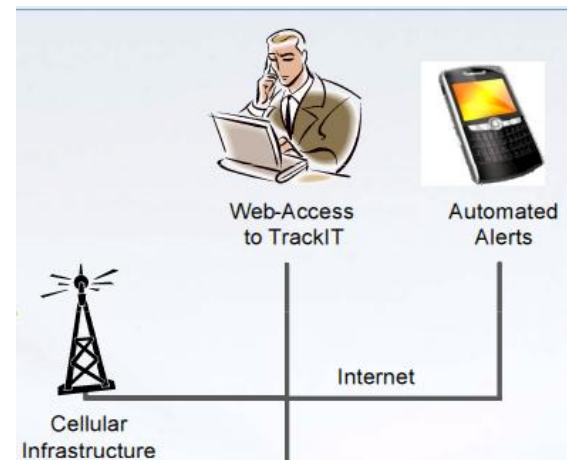 Web-Access
to TrackIT
Automated
Alerts
Internet
Cellular
Infrastructure